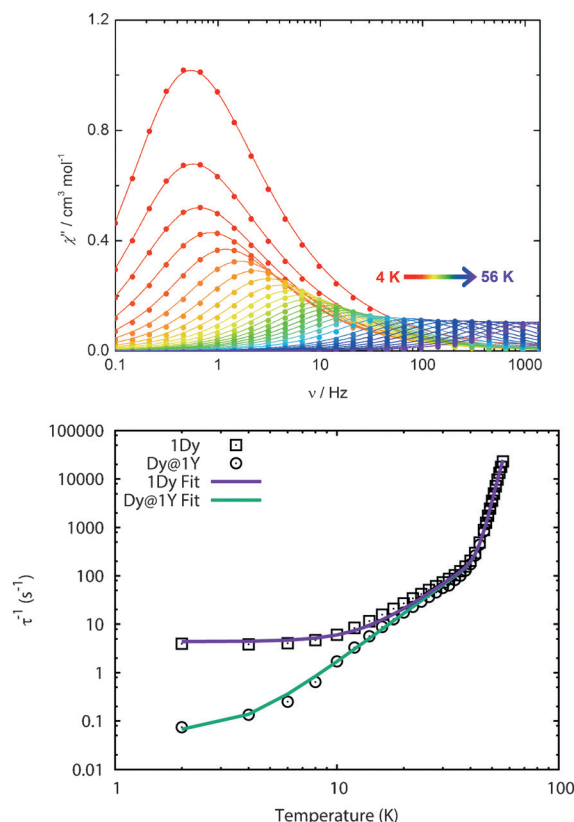 1.2
0.8
χ'' / cm³ mol⁻¹
0.4
4 K
56 K
0.0
0.1
1
10
100
1000
ν / Hz
100000
1Dy
10000
Dy@1Y
1Dy Fit
1000
Dy@1Y Fit
100
τ⁻¹ (s⁻¹)
10
1
0.1
0.01
1
10
100
Temperature (K)